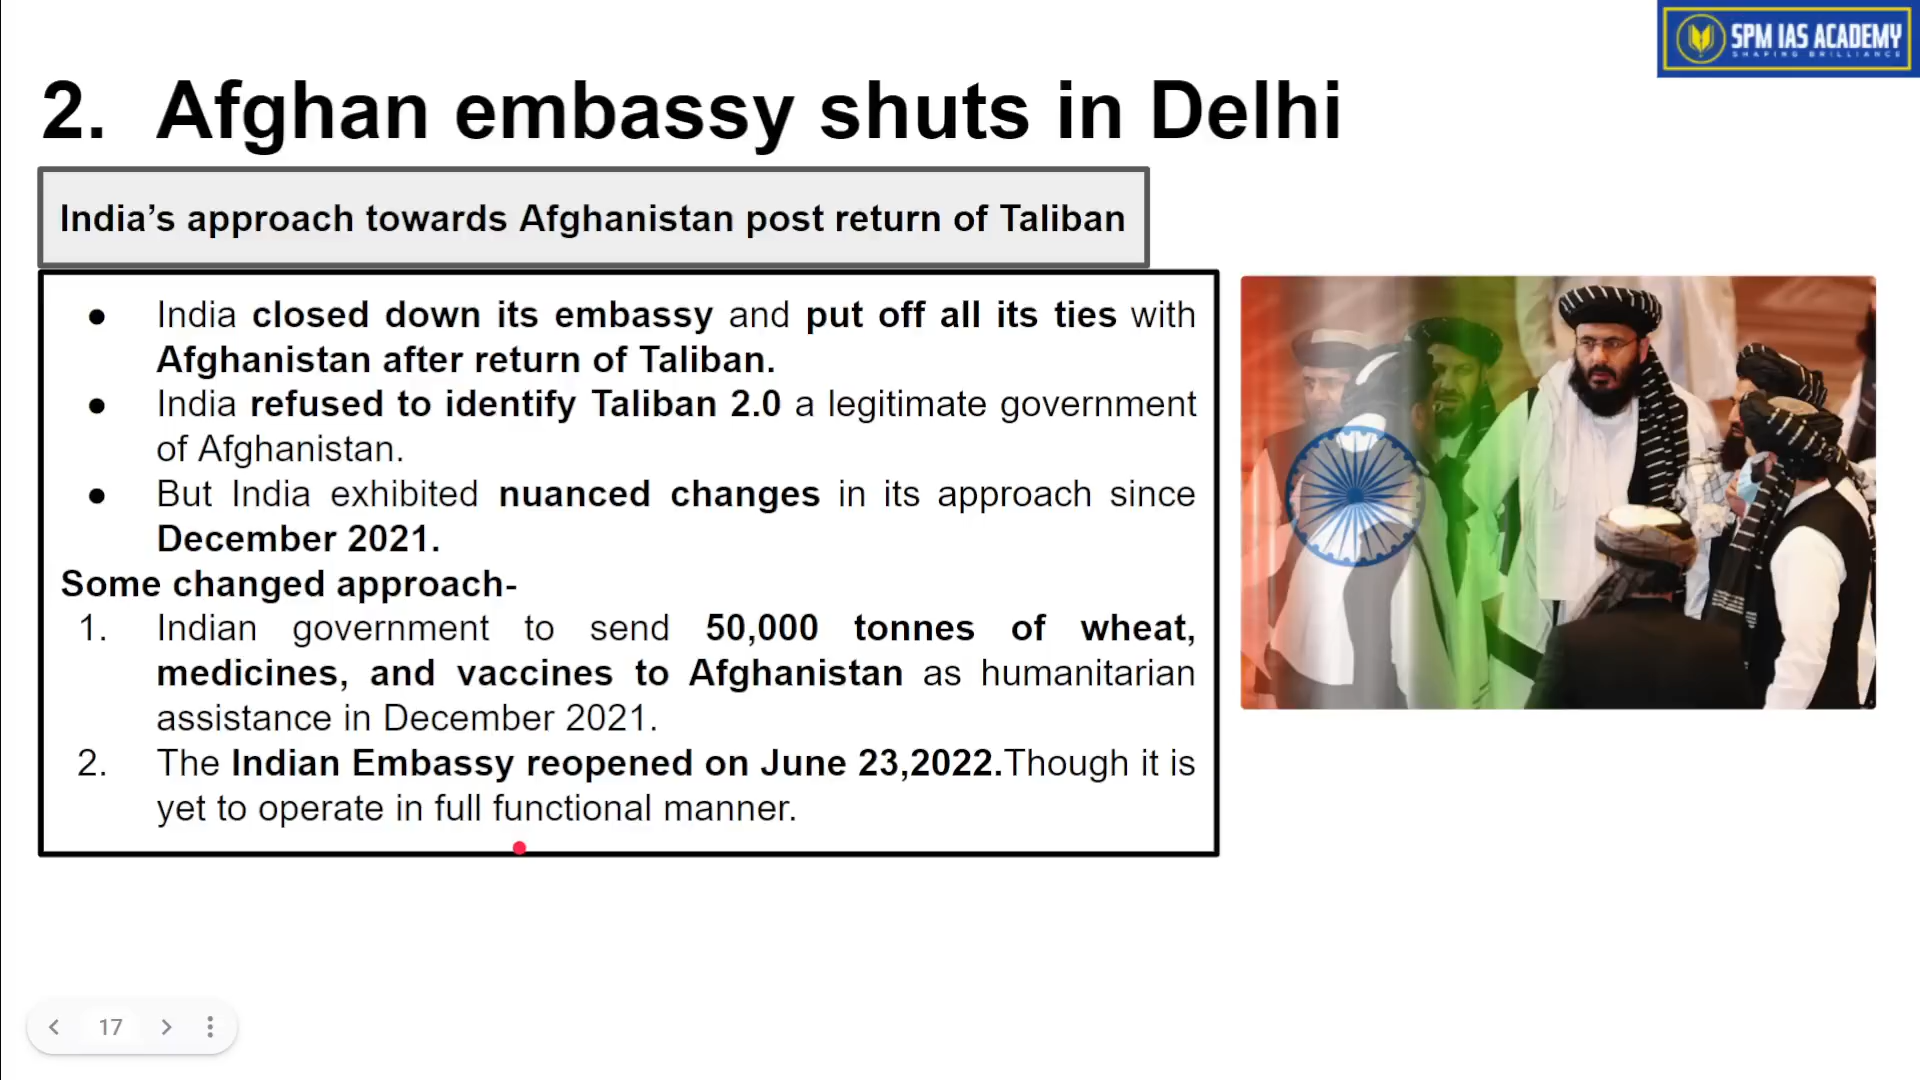 SPM IAS ACADEMY
SHAPING BRILLIANCE
2. Afghan embassy shuts in Delhi
India’s approach towards Afghanistan post return of Taliban
● India closed down its embassy and put off all its ties with
Afghanistan after return of Taliban.
● India refused to identify Taliban 2.0 a legitimate government
of Afghanistan.
● But India exhibited nuanced changes in its approach since
December 2021.
Some changed approach-
1. Indian government to send 50,000 tonnes of wheat,
medicines, and vaccines to Afghanistan as humanitarian
assistance in December 2021.
2. The Indian Embassy reopened on June 23,2022.Though it is
yet to operate in full functional manner.
17